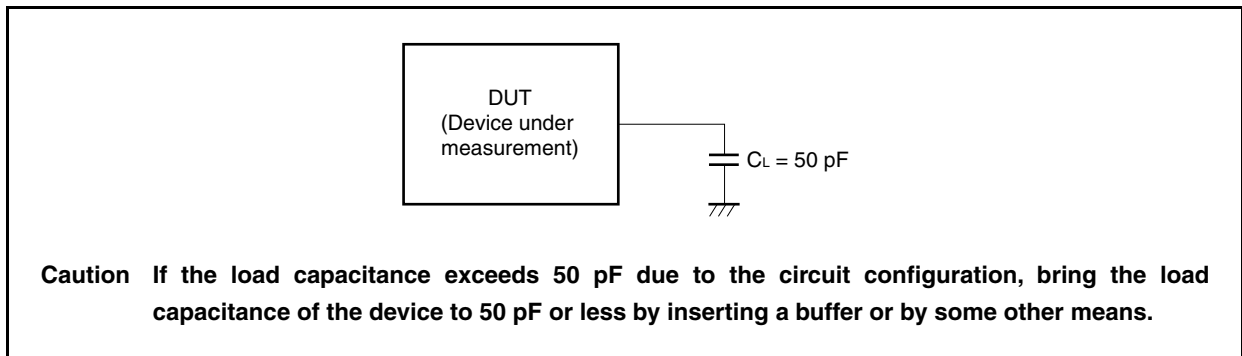 DUT
(Device under
measurement)
CL = 50 pF
Caution If the load capacitance exceeds 50 pF due to the circuit configuration, bring the load
capacitance of the device to 50 pF or less by inserting a buffer or by some other means.